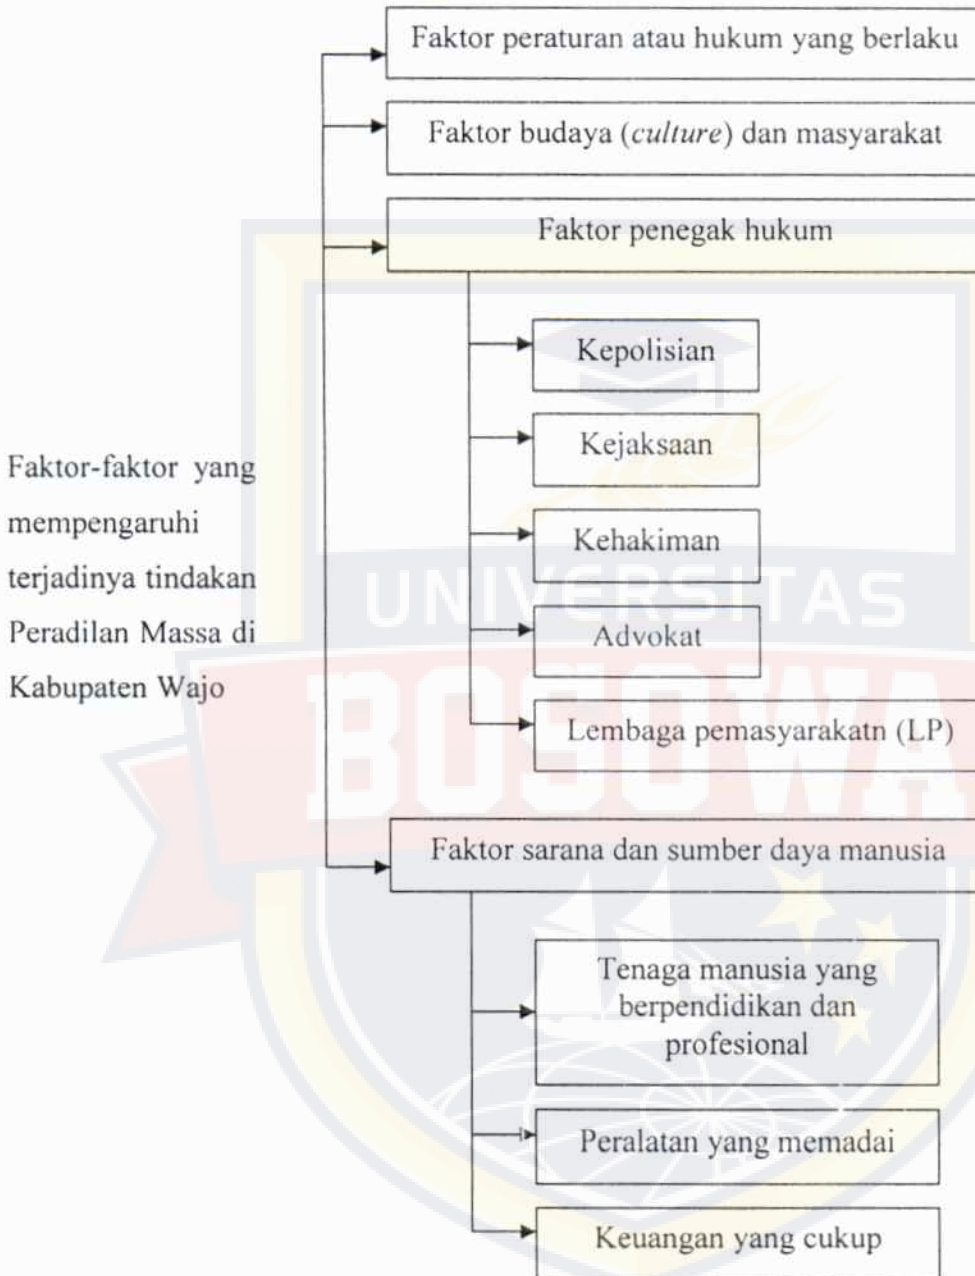 Faktor peraturan atau hukum yang berlaku
Faktor budaya (culture) dan masyarakat
Faktor penegak hukum
Kepolisian
Kejaksaan
Kehakiman
Advokat
Lembaga pemasyarakatn (LP)
Faktor-faktor yang
mempengaruhi
terjadinya tindakan
Peradilan Massa di
Kabupaten Wajo
Faktor sarana dan sumber daya manusia
Tenaga manusia yang
berpendidikan dan
profesional
Peralatan yang memadai
Keuangan yang cukup
UNIVERSITAS
BOSOWA